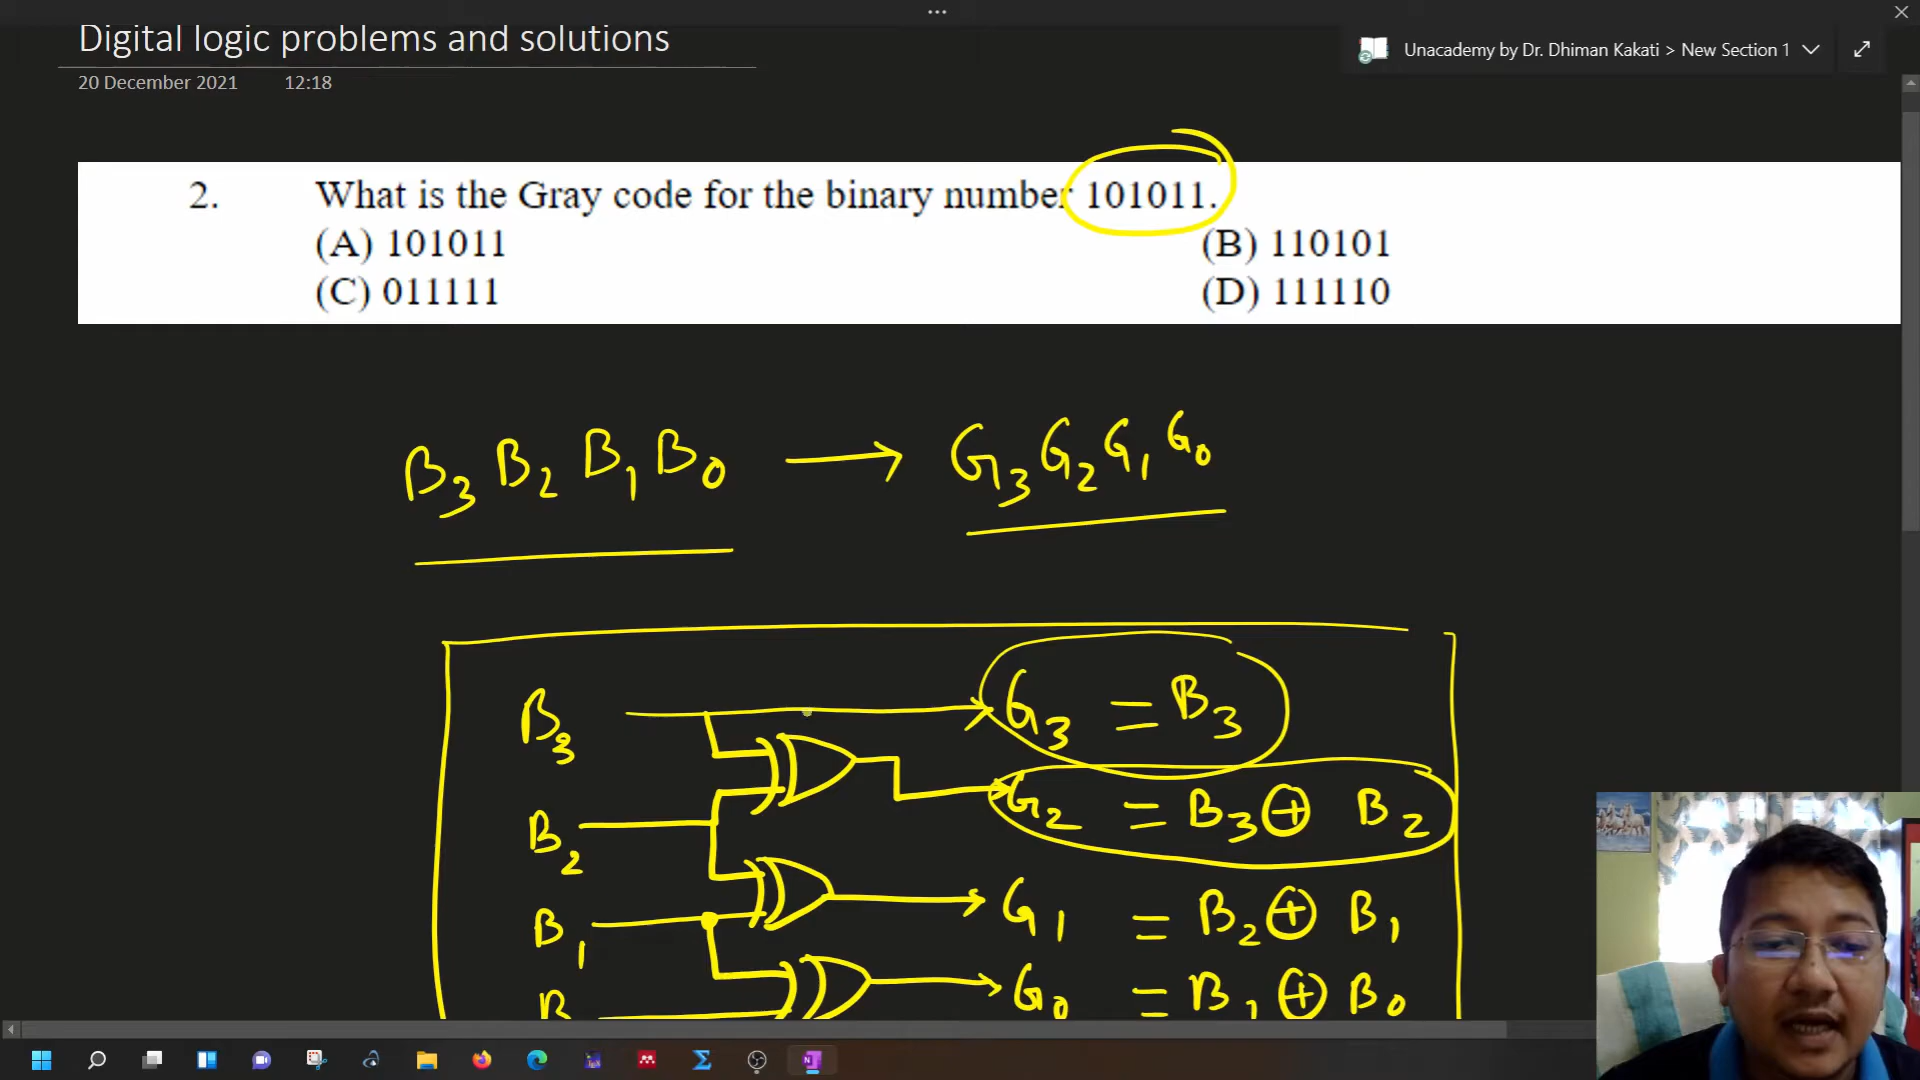 Digital logic problems and solutions
Unacademy by Dr. Dhiman Kakati > New Section 1
20 December 2021 12:18
2. What is the Gray code for the binary number 101011.
(A) 101011 (B) 110101
(C) 011111 (D) 111110
B3 B2 B1 B0 → G3 G2 G1 G0
B3 G3 = B3
B2 G2 = B3 ⊕ B2
B1 G1 = B2 ⊕ B1
G0 = B1 ⊕ B0